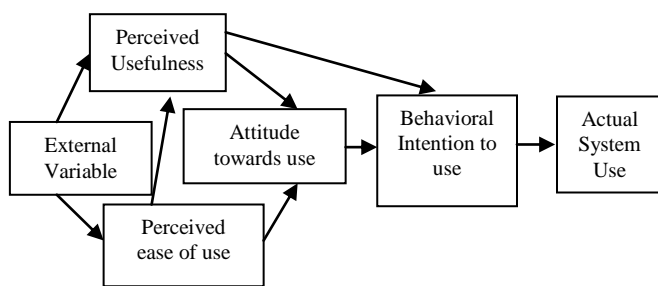 Perceived
Usefulness
External
Variable
Attitude
towards use
Perceived
ease of use
Behavioral
Intention to
use
Actual
System
Use